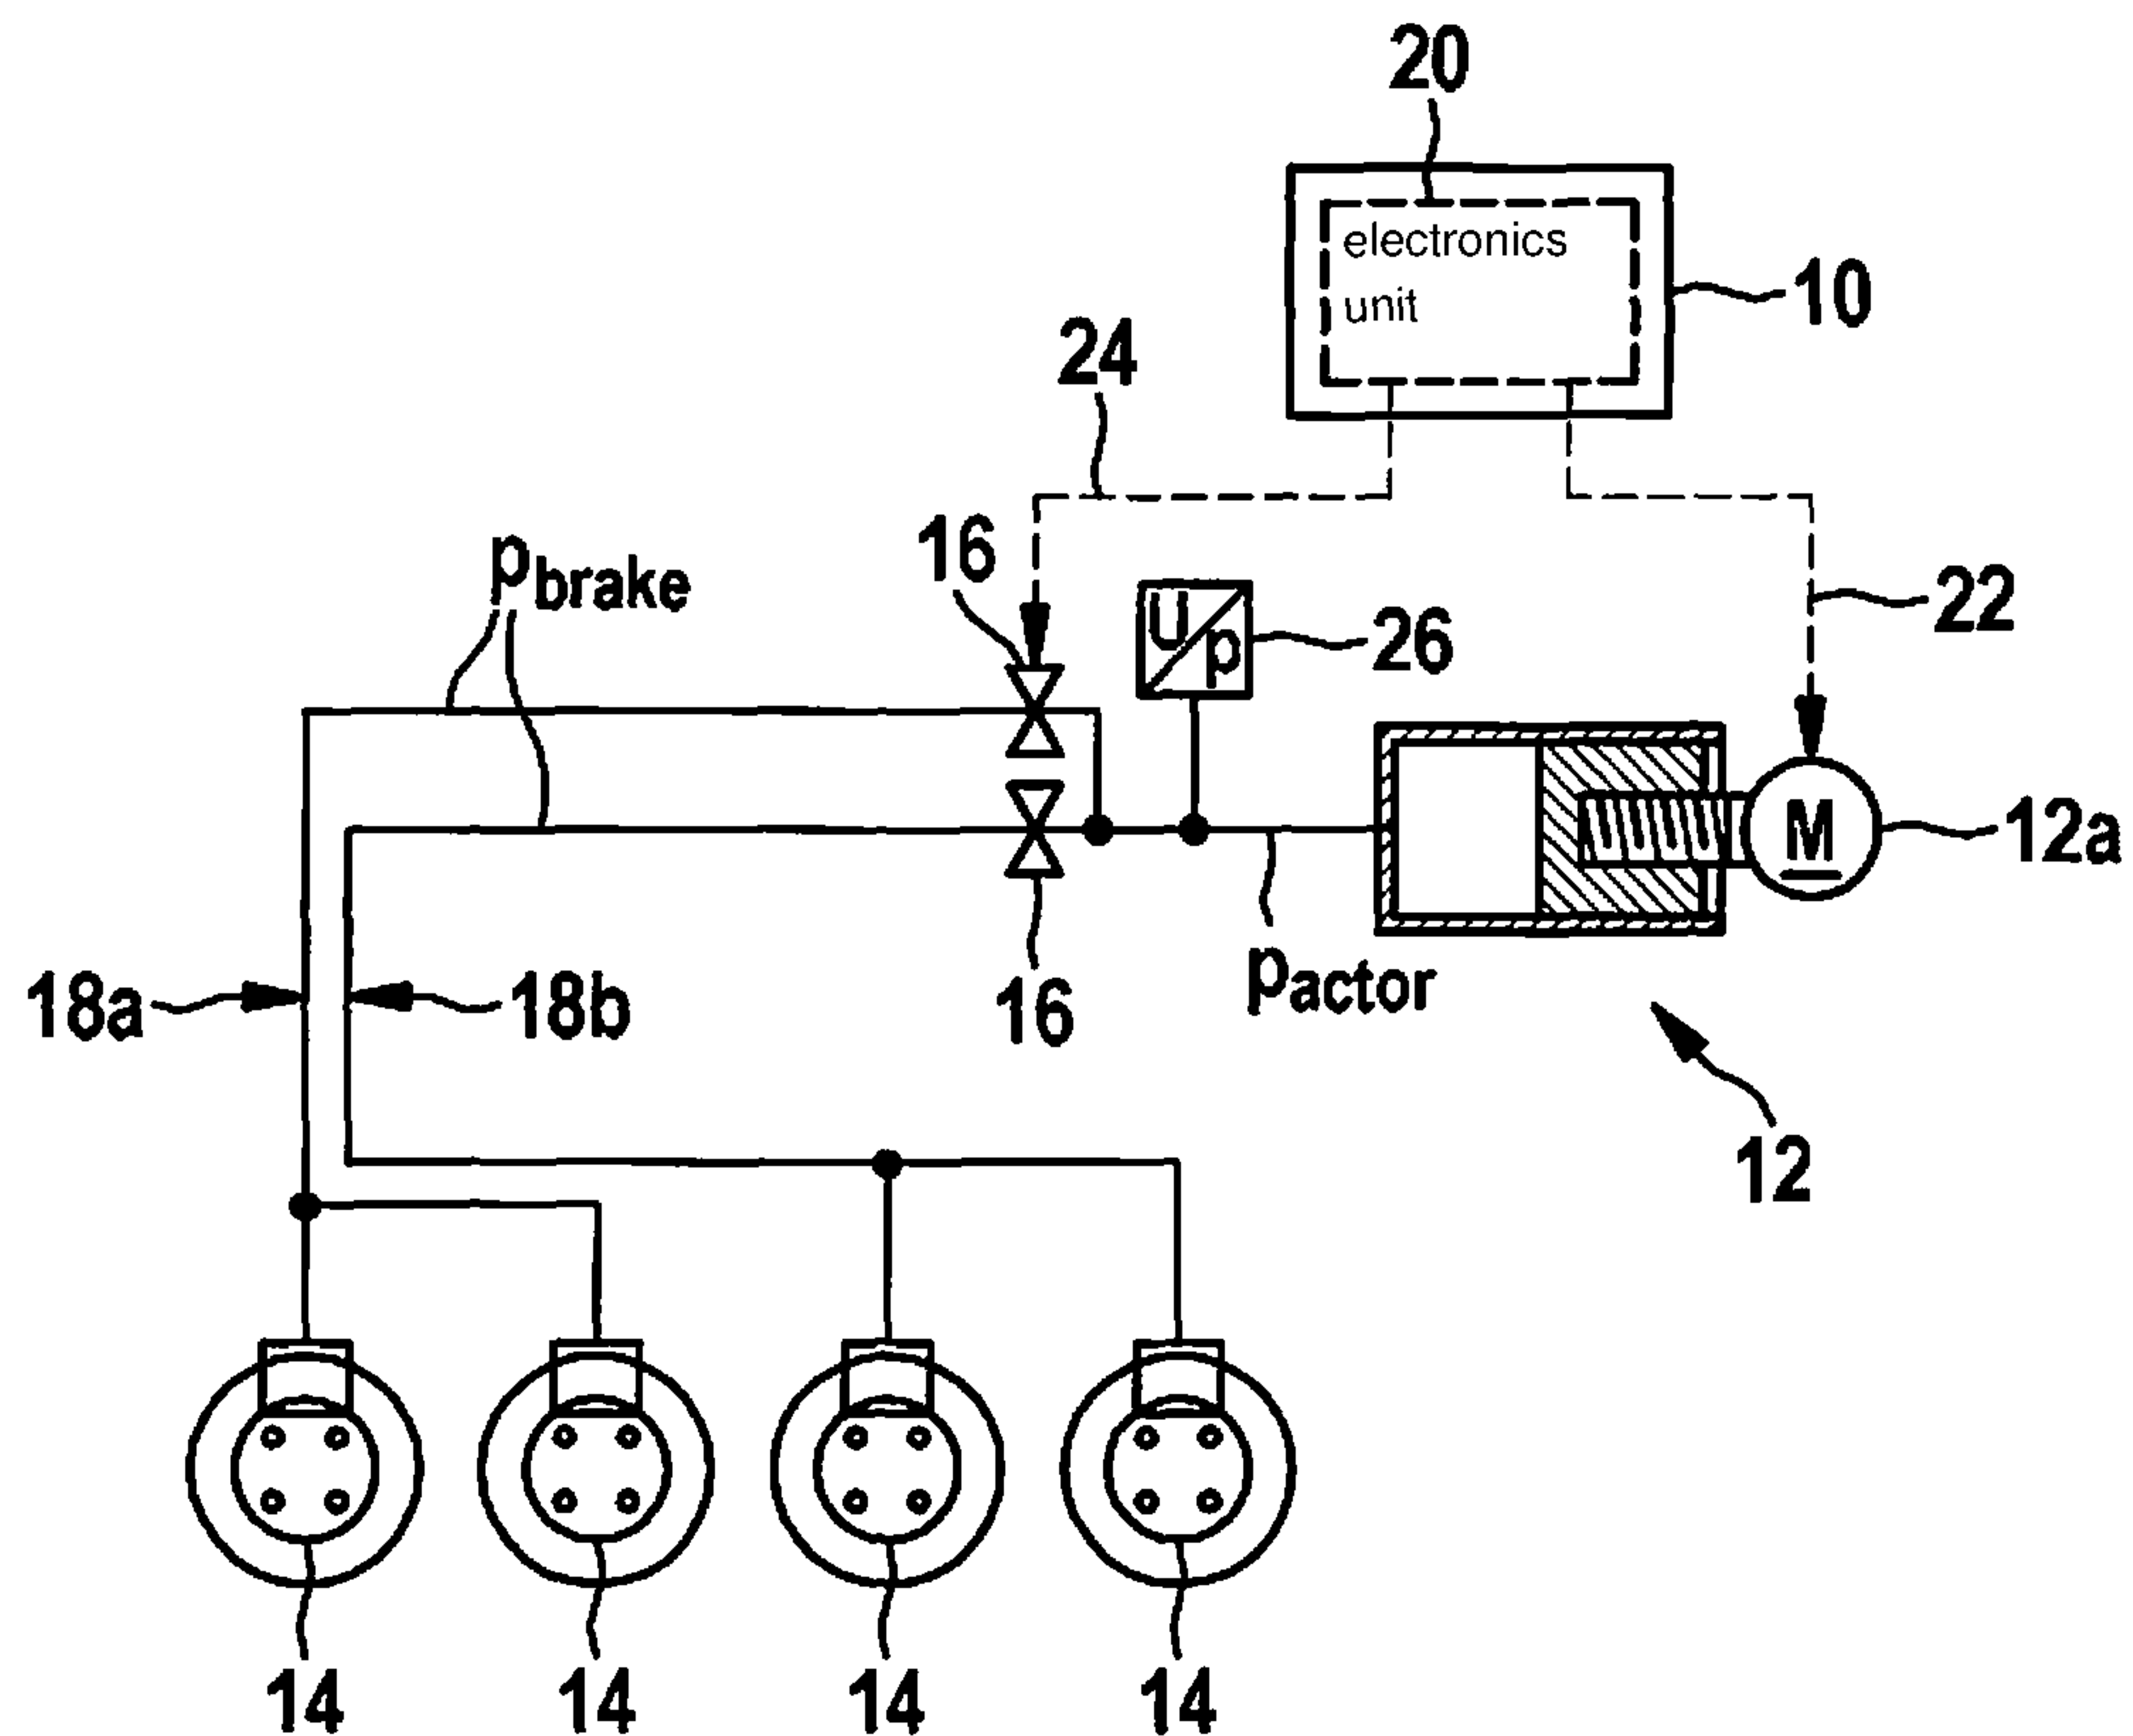 20
electronics
unit
10
24
16
p_brake
U
p
26
22
M
12a
18a
18b
16
p_actor
12
14
14
14
14